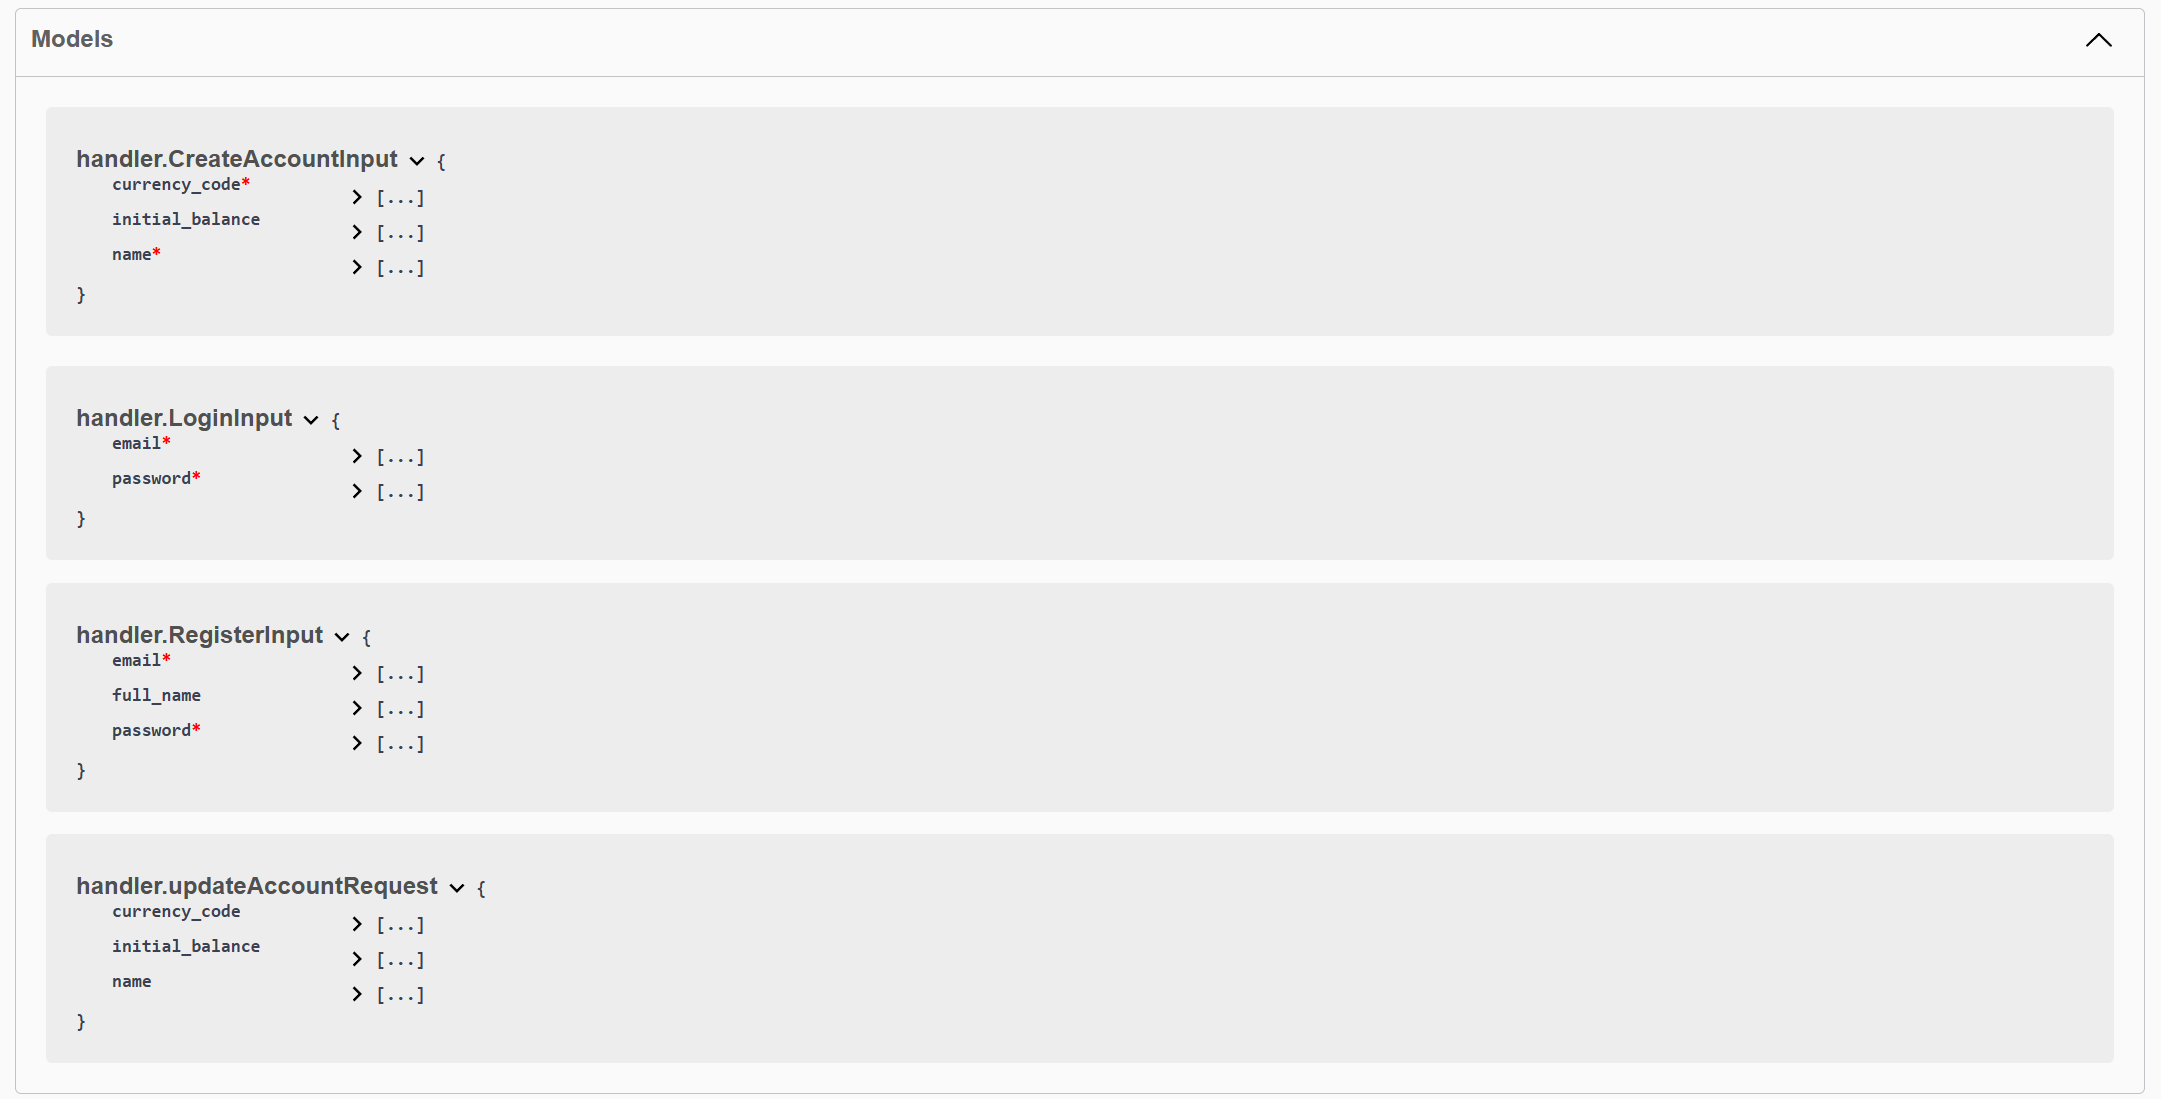 Models
handler.CreateAccountInput {
currency_code* [...]
initial_balance [...]
name* [...]
}
handler.LoginInput {
email* [...]
password* [...]
}
handler.RegisterInput {
email* [...]
full_name [...]
password* [...]
}
handler.updateAccountRequest {
currency_code [...]
initial_balance [...]
name [...]
}